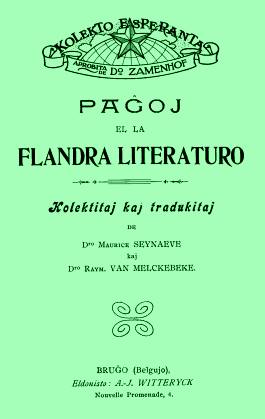 KOLEKTO ESPERANTA
APROBITA DE Dº ZAMENHOF
PAĜOJ
EL LA
FLANDRA LITERATURO
Kolektitaj kaj tradukitaj
DE
Dro Maurice SEYNAEVE
kaj
Dro Raym. VAN MELCKEBEKE.
BRUĜO (Belgujo),
Eldonisto: A.-J. WITTERYCK
Nouvelle Promenade, 4.